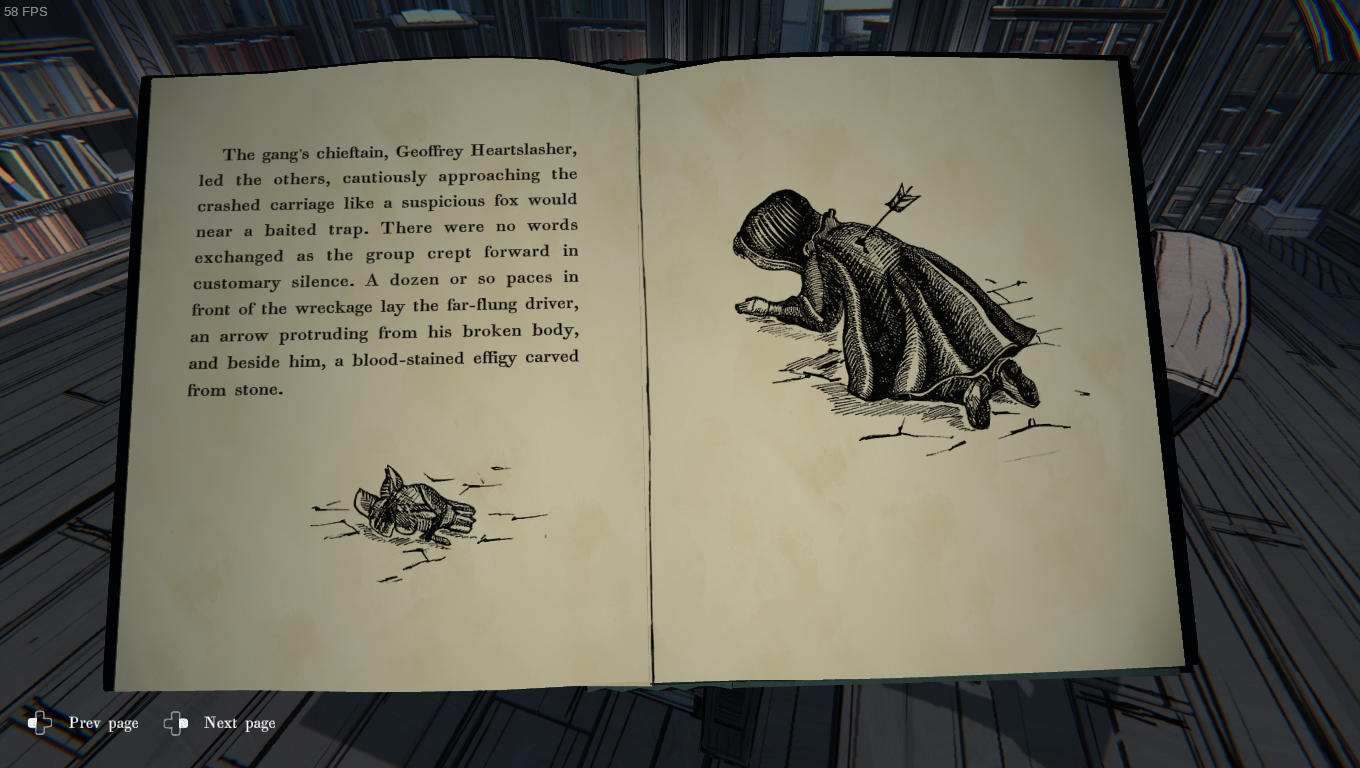 58 FPS
The gang's chieftain, Geoffrey Heartslasher,
led the others, cautiously approaching the
crashed carriage like a suspicious fox would
near a baited trap. There were no words
exchanged as the group crept forward in
customary silence. A dozen or so paces in
front of the wreckage lay the far-flung driver,
an arrow protruding from his broken body,
and beside him, a blood-stained effigy carved
from stone.
Prev page
Next page